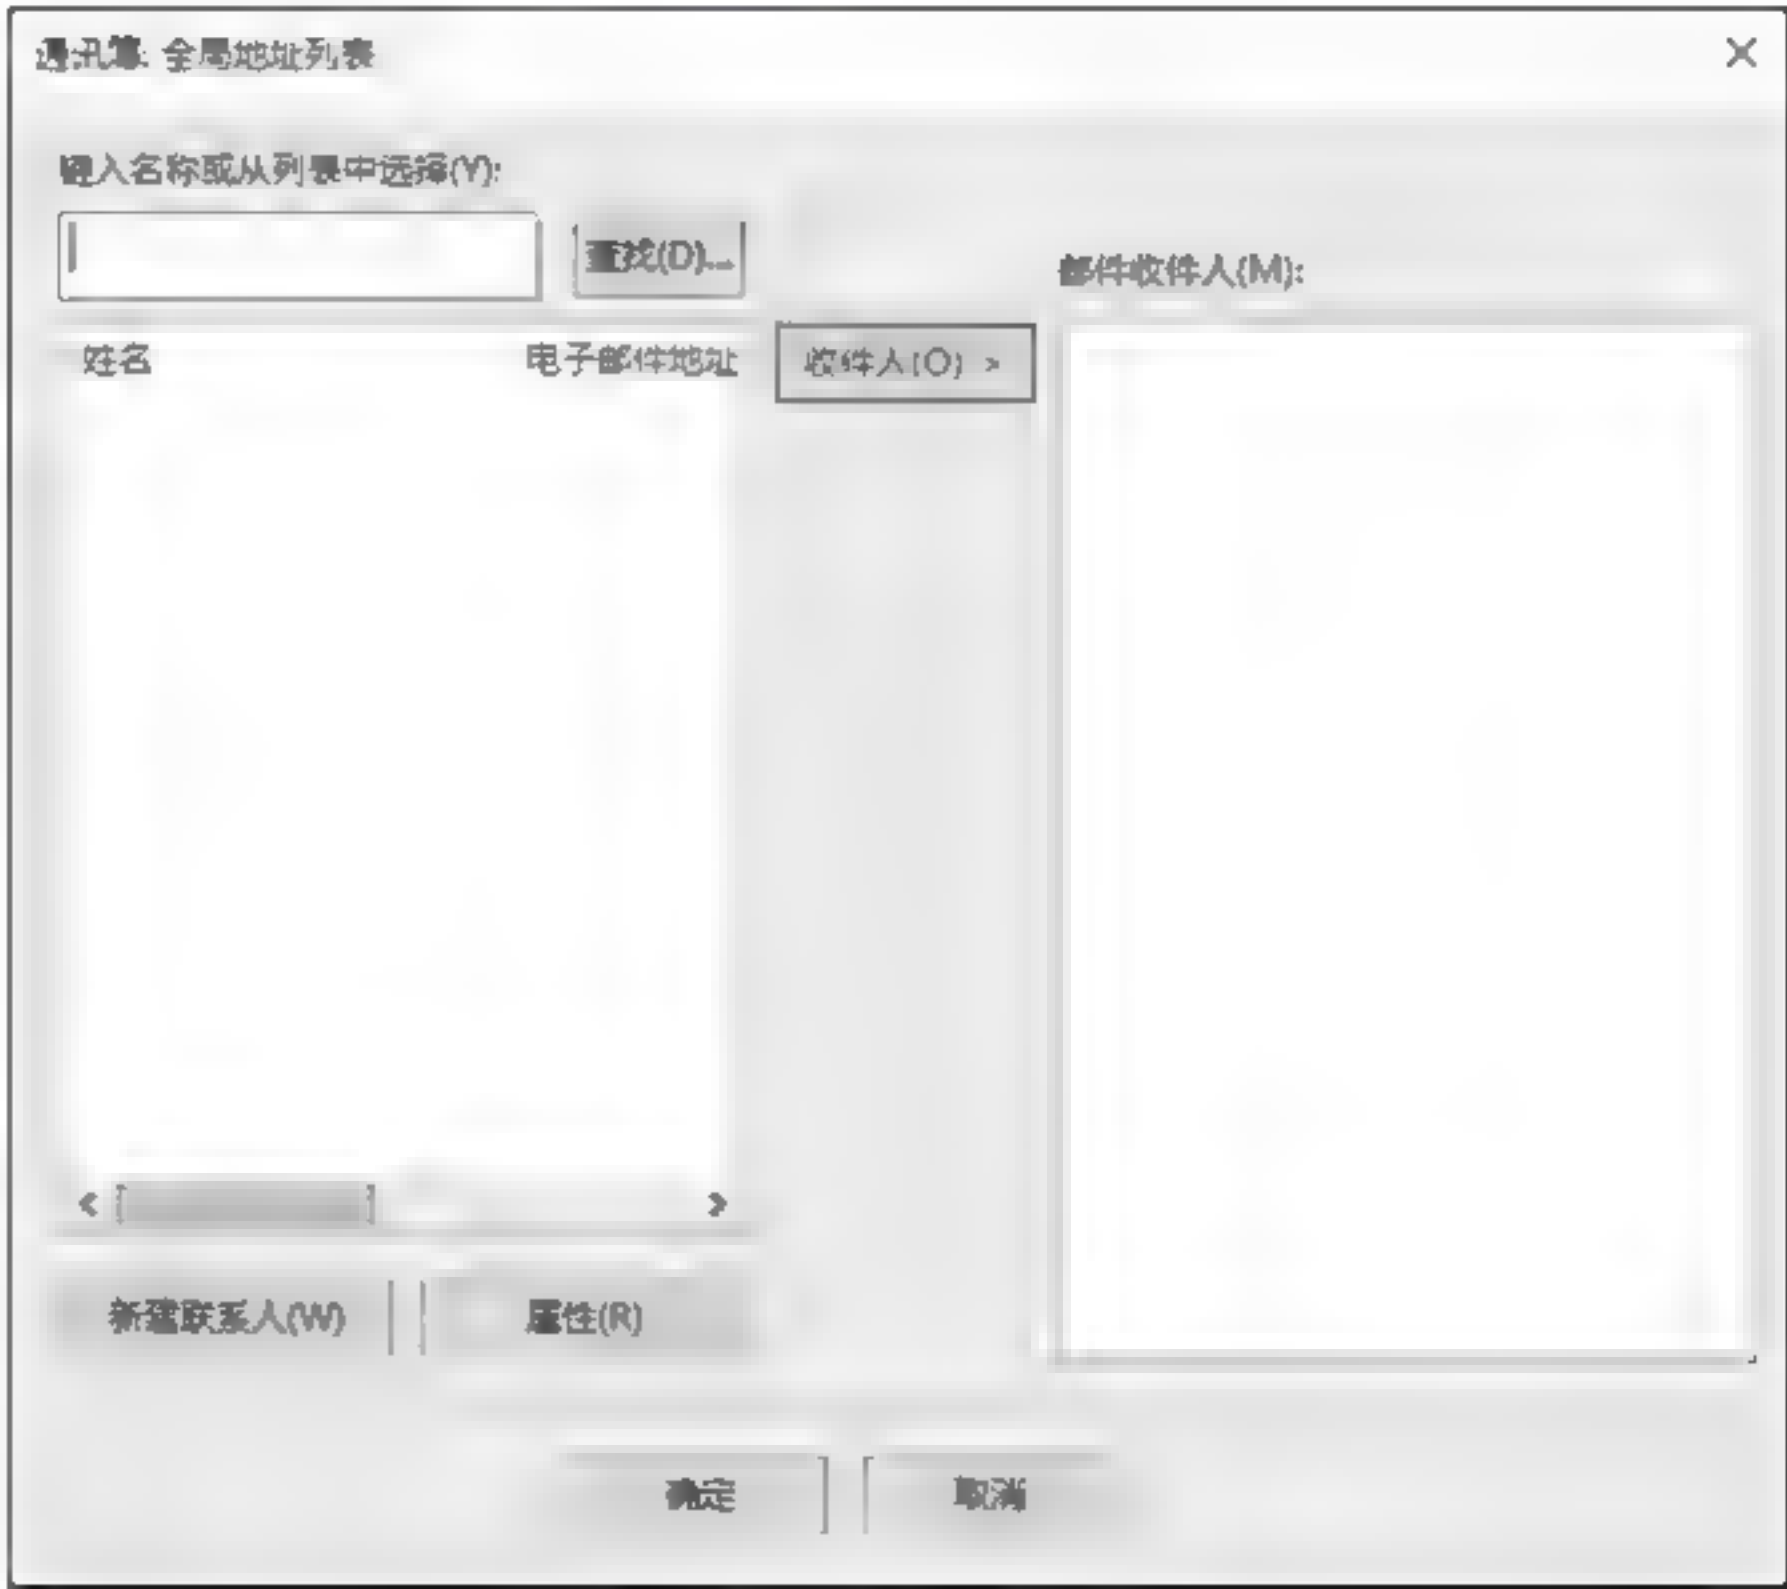 通讯簿: 全局地址列表
键入名称或从列表中选择(Y):
查找(D)...
邮件收件人(M):
姓名
电子邮件地址
收件人(O) >
新建联系人(W)
属性(R)
确定
取消